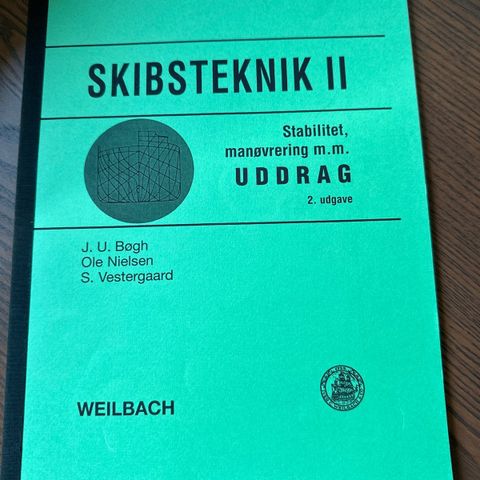 SKIBSTEKNIK II
Stabilitet,
manøvrering m.m.
UDDRAG
2. udgave
J. U. Bøgh
Ole Nielsen
S. Vestergaard
WEILBACH